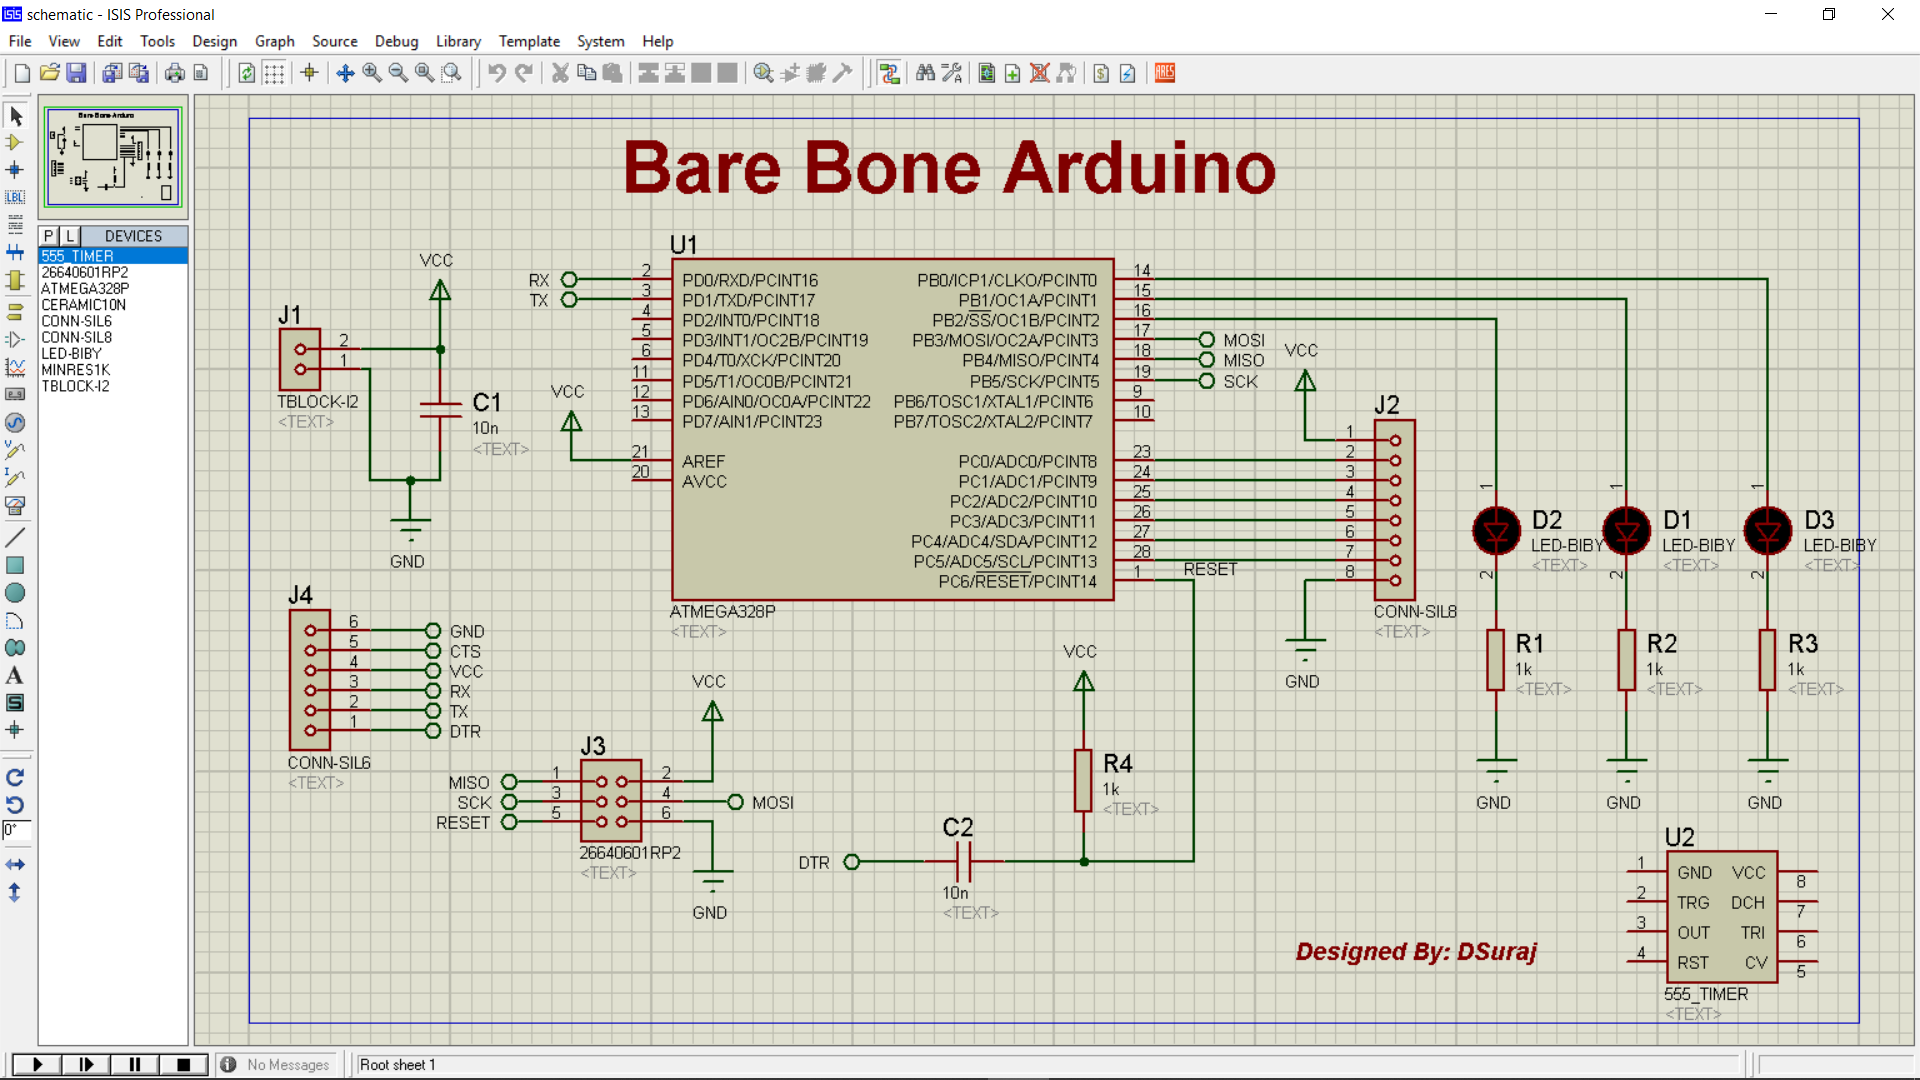 schematic - ISIS Professional
File View Edit Tools Design Graph Source Debug Library Template System Help
ARES
LBL
Bare-Bone-Arduno
P L DEVICES
555_TIMER
26640601RP2
ATMEGA328P
CERAMIC10N
CONN-SIL6
CONN-SIL8
LED-BIBY
MINRES1K
TBLOCK-I2
A
S
0°
Bare Bone Arduino
J1
2
1
TBLOCK-I2
<TEXT>
VCC
C1
10n
<TEXT>
GND
RX
TX
VCC
U1
2 PD0/RXD/PCINT16
3 PD1/TXD/PCINT17
4 PD2/INT0/PCINT18
5 PD3/INT1/OC2B/PCINT19
6 PD4/T0/XCK/PCINT20
11 PD5/T1/OC0B/PCINT21
12 PD6/AIN0/OC0A/PCINT22
13 PD7/AIN1/PCINT23
21 AREF
20 AVCC
PB0/ICP1/CLKO/PCINT0 14
PB1/OC1A/PCINT1 15
PB2/SS/OC1B/PCINT2 16
PB3/MOSI/OC2A/PCINT3 17 MOSI
PB4/MISO/PCINT4 18 MISO
PB5/SCK/PCINT5 19 SCK
PB6/TOSC1/XTAL1/PCINT6 9
PB7/TOSC2/XTAL2/PCINT7 10
PC0/ADC0/PCINT8 23
PC1/ADC1/PCINT9 24
PC2/ADC2/PCINT10 25
PC3/ADC3/PCINT11 26
PC4/ADC4/SDA/PCINT12 27
PC5/ADC5/SCL/PCINT13 28
PC6/RESET/PCINT14 1
RESET
ATMEGA328P
<TEXT>
VCC
J2
1
2
3
4
5
6
7
8
CONN-SIL8
<TEXT>
GND
1
D2
LED-BIBY
<TEXT>
2
R1
1k
<TEXT>
GND
1
D1
LED-BIBY
<TEXT>
2
R2
1k
<TEXT>
GND
1
D3
LED-BIBY
<TEXT>
2
R3
1k
<TEXT>
GND
J4
6 GND
5 CTS
4 VCC
3 RX
2 TX
1 DTR
CONN-SIL6
<TEXT>
VCC
J3
MISO 1 2
SCK 3 4 MOSI
RESET 5 6
26640601RP2
<TEXT>
GND
VCC
R4
1k
<TEXT>
DTR
C2
10n
<TEXT>
Designed By: DSuraj
U2
1 GND VCC 8
2 TRG DCH 7
3 OUT TRI 6
4 RST CV 5
555_TIMER
<TEXT>
No Messages
Root sheet 1